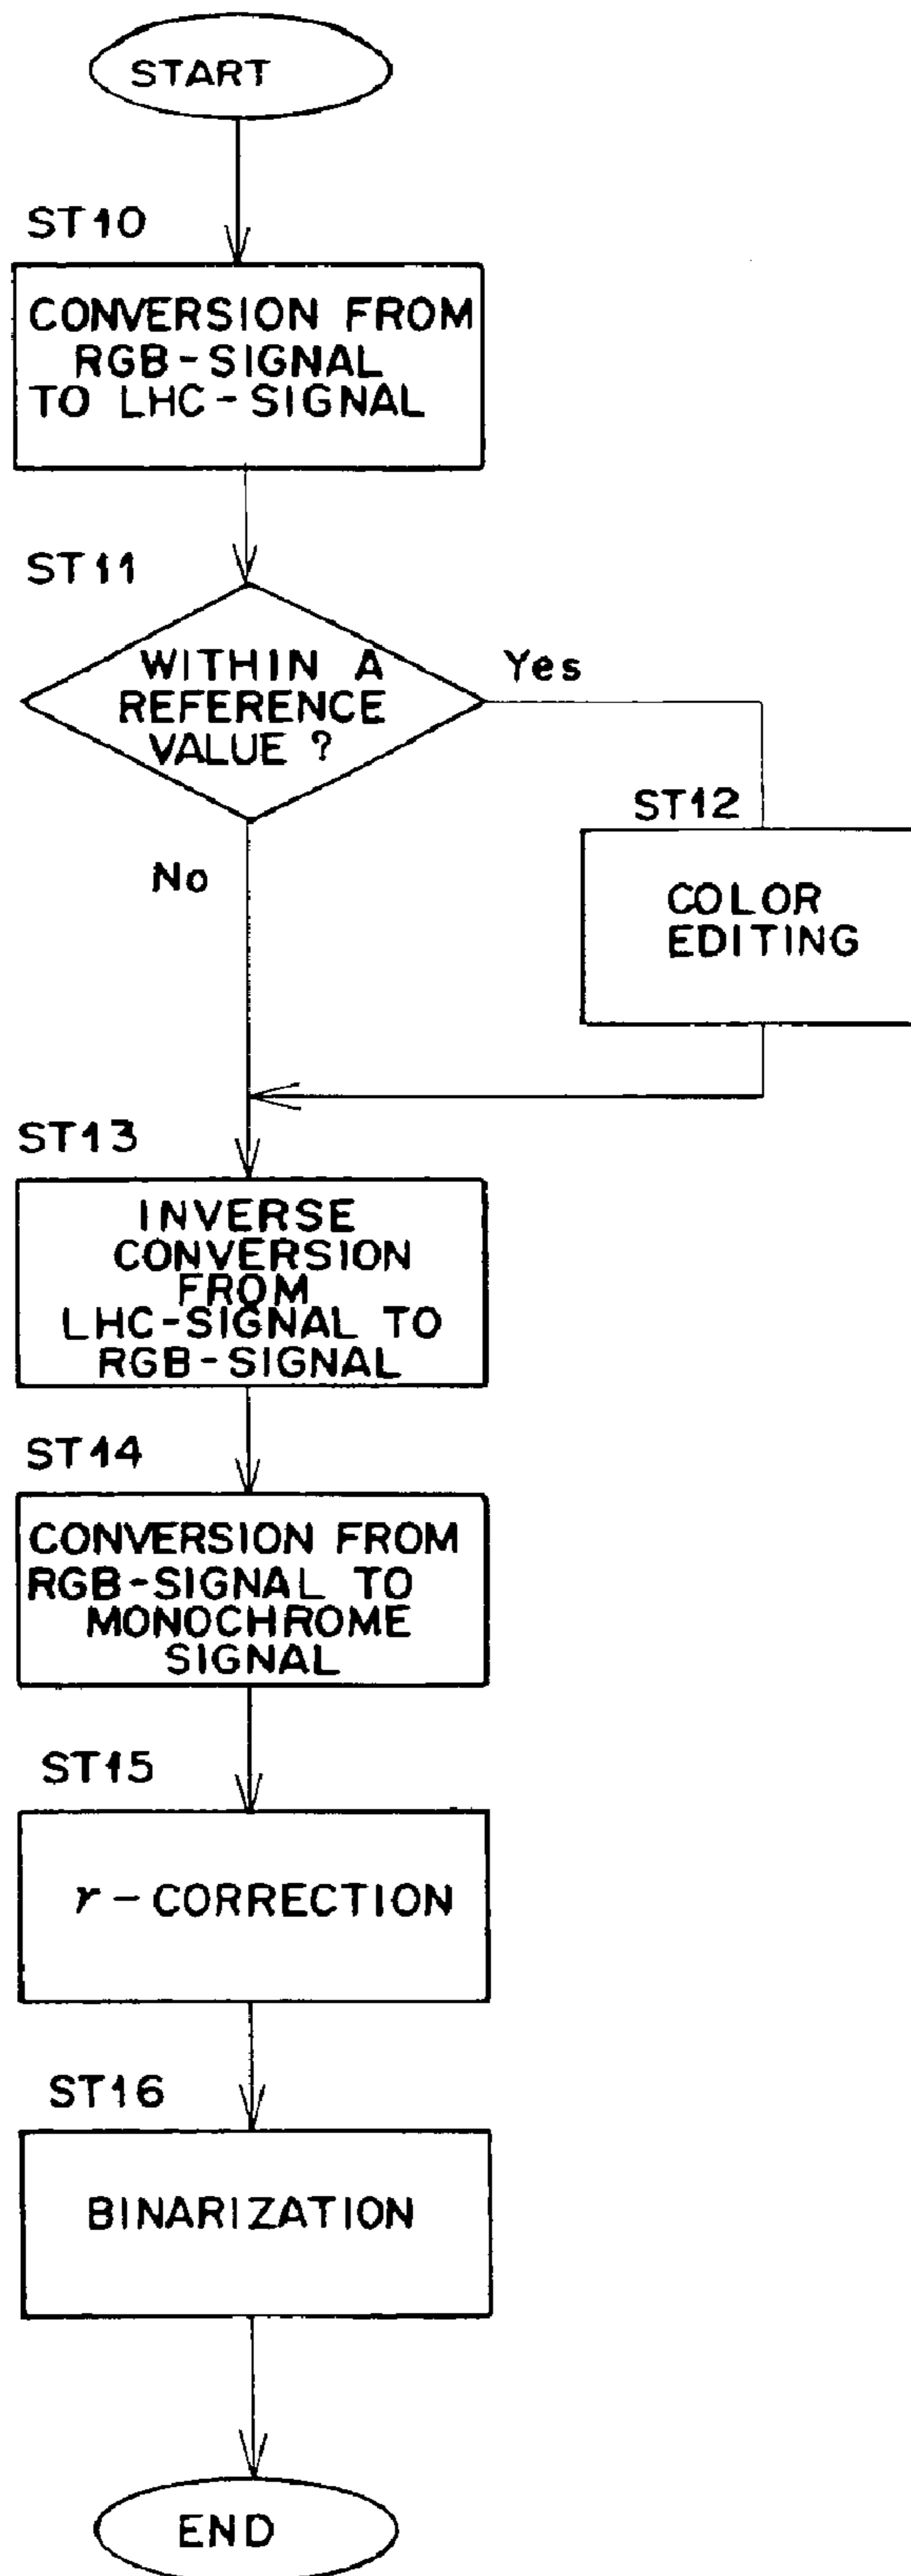 START
ST10
CONVERSION FROM
RGB-SIGNAL
TO LHC-SIGNAL
ST11
WITHIN A
REFERENCE
VALUE ?
Yes
No
ST12
COLOR
EDITING
ST13
INVERSE
CONVERSION
FROM
LHC-SIGNAL TO
RGB-SIGNAL
ST14
CONVERSION FROM
RGB-SIGNAL TO
MONOCHROME
SIGNAL
ST15
r-CORRECTION
ST16
BINARIZATION
END